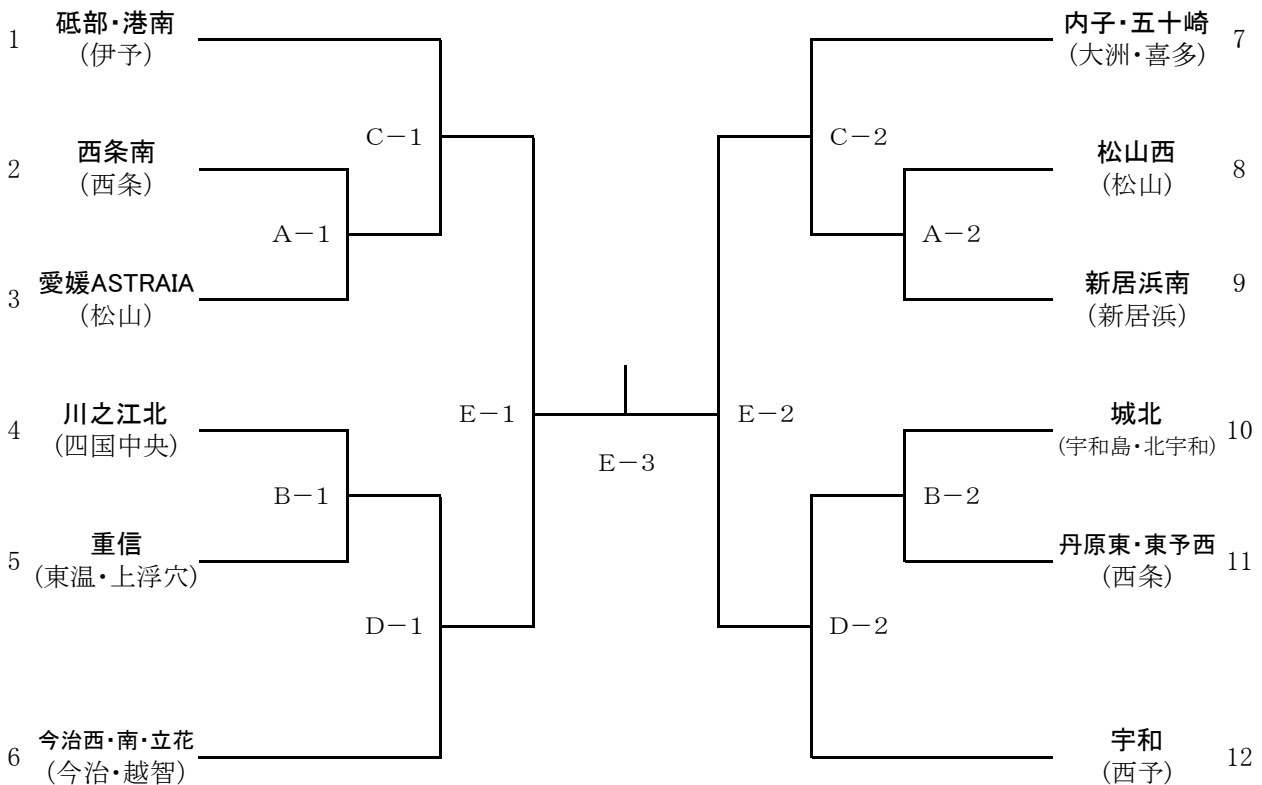 1
砥部・港南
(伊予)
2
西条南
(西条)
3
愛媛ASTRAIA
(松山)
4
川之江北
(四国中央)
5
重信
(東温・上浮穴)
6
今治西・南・立花
(今治・越智)
C－1
A－1
B－1
D－1
E－1
E－3
E－2
C－2
A－2
B－2
D－2
内子・五十崎
(大洲・喜多)
7
松山西
(松山)
8
新居浜南
(新居浜)
9
城北
(宇和島・北宇和)
10
丹原東・東予西
(西条)
11
宇和
(西予)
12